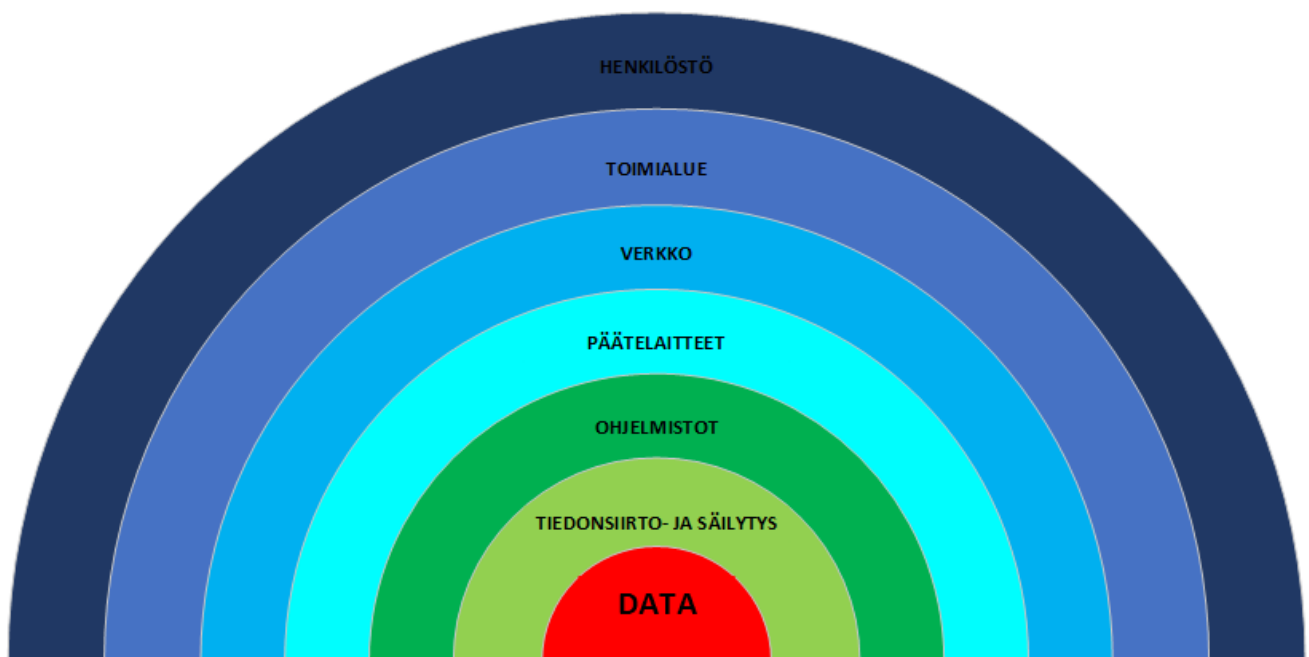 HENKILÖSTÖ
TOIMIALUE
VERKKO
PÄÄTELAITTEET
OHJELMISTOT
TIEDONSIIRTO- JA SÄILYTYS
DATA